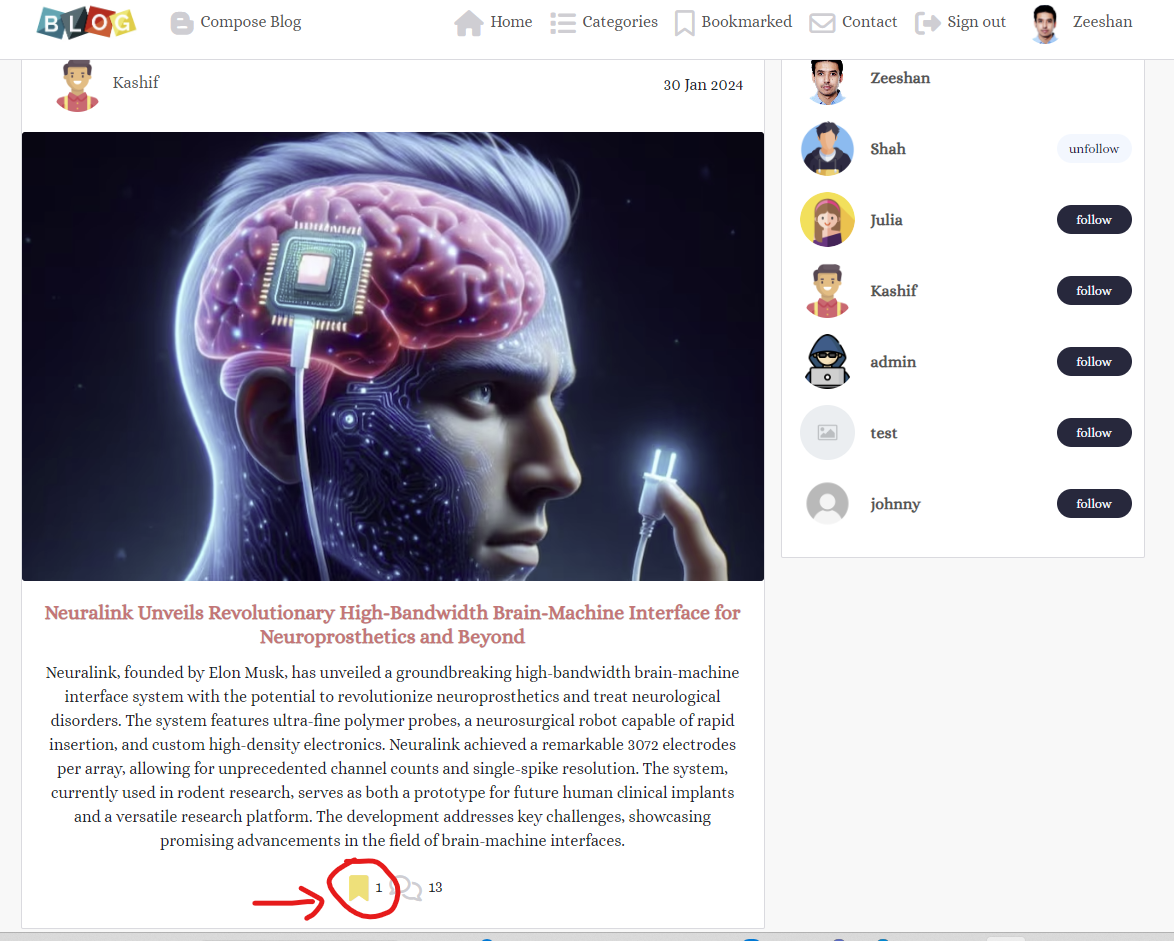 BLOG
Compose Blog
Home
Categories
Bookmarked
Contact
Sign out
Zeeshan
Kashif
30 Jan 2024
Neuralink Unveils Revolutionary High-Bandwidth Brain-Machine Interface for
Neuroprosthetics and Beyond
Neuralink, founded by Elon Musk, has unveiled a groundbreaking high-bandwidth brain-machine
interface system with the potential to revolutionize neuroprosthetics and treat neurological
disorders. The system features ultra-fine polymer probes, a neurosurgical robot capable of rapid
insertion, and custom high-density electronics. Neuralink achieved a remarkable 3072 electrodes
per array, allowing for unprecedented channel counts and single-spike resolution. The system,
currently used in rodent research, serves as both a prototype for future human clinical implants
and a versatile research platform. The development addresses key challenges, showcasing
promising advancements in the field of brain-machine interfaces.
1
13
Zeeshan
Shah
unfollow
Julia
follow
Kashif
follow
admin
follow
test
follow
johnny
follow